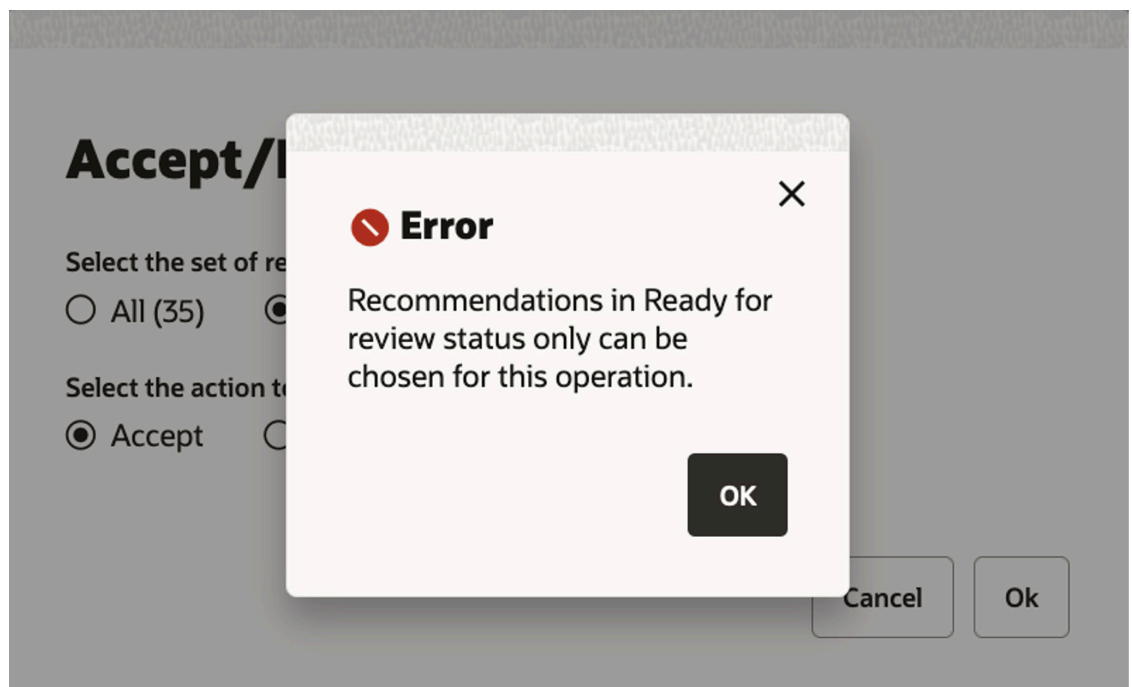 Accept/
Error
Select the set of re
All (35)
Recommendations in Ready for
review status only can be
chosen for this operation.
Select the action
Accept
OK
Cancel
Ok